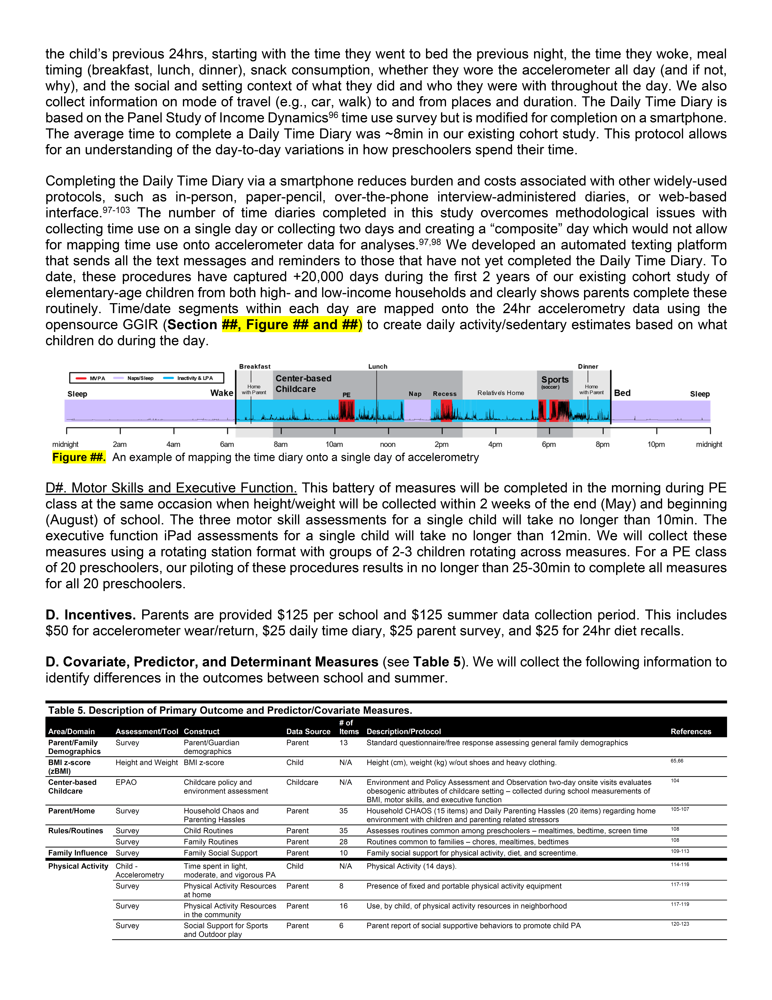 the child’s previous 24hrs, starting with the time they went to bed the previous night, the time they woke, meal
timing (breakfast, lunch, dinner), snack consumption, whether they wore the accelerometer all day (and if not,
why), and the social and setting context of what they did and who they were with throughout the day. We also
collect information on mode of travel (e.g., car, walk) to and from places and duration. The Daily Time Diary is
based on the Panel Study of Income Dynamics96 time use survey but is modified for completion on a smartphone.
The average time to complete a Daily Time Diary was ~8min in our existing cohort study. This protocol allows
for an understanding of the day-to-day variations in how preschoolers spend their time.
Completing the Daily Time Diary via a smartphone reduces burden and costs associated with other widely-used
protocols, such as in-person, paper-pencil, over-the-phone interview-administered diaries, or web-based
interface.97-103 The number of time diaries completed in this study overcomes methodological issues with
collecting time use on a single day or collecting two days and creating a “composite” day which would not allow
for mapping time use onto accelerometer data for analyses.97,98 We developed an automated texting platform
that sends all the text messages and reminders to those that have not yet completed the Daily Time Diary. To
date, these procedures have captured +20,000 days during the first 2 years of our existing cohort study of
elementary-age children from both high- and low-income households and clearly shows parents complete these
routinely. Time/date segments within each day are mapped onto the 24hr accelerometry data using the
opensource GGIR (Section ##, Figure ## and ##) to create daily activity/sedentary estimates based on what
children do during the day.
Breakfast Lunch Dinner
MVPA Naps/Sleep Inactivity & LPA
Sleep Wake
Home
with Parent
Center-based
Childcare
PE Nap Recess Relative's Home
Sports
(soccer)
Home
with Parent
Bed Sleep
midnight 2am 4am 6am 8am 10am noon 2pm 4pm 6pm 8pm 10pm midnight
Figure ##. An example of mapping the time diary onto a single day of accelerometry
D#. Motor Skills and Executive Function. This battery of measures will be completed in the morning during PE
class at the same occasion when height/weight will be collected within 2 weeks of the end (May) and beginning
(August) of school. The three motor skill assessments for a single child will take no longer than 10min. The
executive function iPad assessments for a single child will take no longer than 12min. We will collect these
measures using a rotating station format with groups of 2-3 children rotating across measures. For a PE class
of 20 preschoolers, our piloting of these procedures results in no longer than 25-30min to complete all measures
for all 20 preschoolers.
D. Incentives. Parents are provided $125 per school and $125 summer data collection period. This includes
$50 for accelerometer wear/return, $25 daily time diary, $25 parent survey, and $25 for 24hr diet recalls.
D. Covariate, Predictor, and Determinant Measures (see Table 5). We will collect the following information to
identify differences in the outcomes between school and summer.
Table 5. Description of Primary Outcome and Predictor/Covariate Measures.
Area/Domain Assessment/Tool Construct Data Source # of Items Description/Protocol References
Parent/Family Survey Parent/Guardian Parent 13 Standard questionnaire/free response assessing general family demographics
Demographics demographics
BMI z-score Height and Weight BMI z-score Child N/A Height (cm), weight (kg) w/out shoes and heavy clothing. 65,66
(zBMI)
Center-based EPAO Childcare policy and Childcare N/A Environment and Policy Assessment and Observation two-day onsite visits evaluates 104
Childcare environment assessment obesogenic attributes of childcare setting – collected during school measurements of
BMI, motor skills, and executive function
Parent/Home Survey Household Chaos and Parent 35 Household CHAOS (15 items) and Daily Parenting Hassles (20 items) regarding home 105-107
Parenting Hassles environment with children and parenting related stressors
Rules/Routines Survey Child Routines Parent 35 Assesses routines common among preschoolers – mealtimes, bedtime, screen time 108
Survey Family Routines Parent 28 Routines common to families – chores, mealtimes, bedtimes 108
Family Influence Survey Family Social Support Parent 10 Family social support for physical activity, diet, and screentime. 109-113
Physical Activity Child - Time spent in light, Child N/A Physical Activity (14 days). 114-116
Accelerometry moderate, and vigorous PA
Survey Physical Activity Resources Parent 8 Presence of fixed and portable physical activity equipment 117-119
at home
Survey Physical Activity Resources Parent 16 Use, by child, of physical activity resources in neighborhood 117-119
in the community
Survey Social Support for Sports Parent 6 Parent report of social supportive behaviors to promote child PA 120-123
and Outdoor play